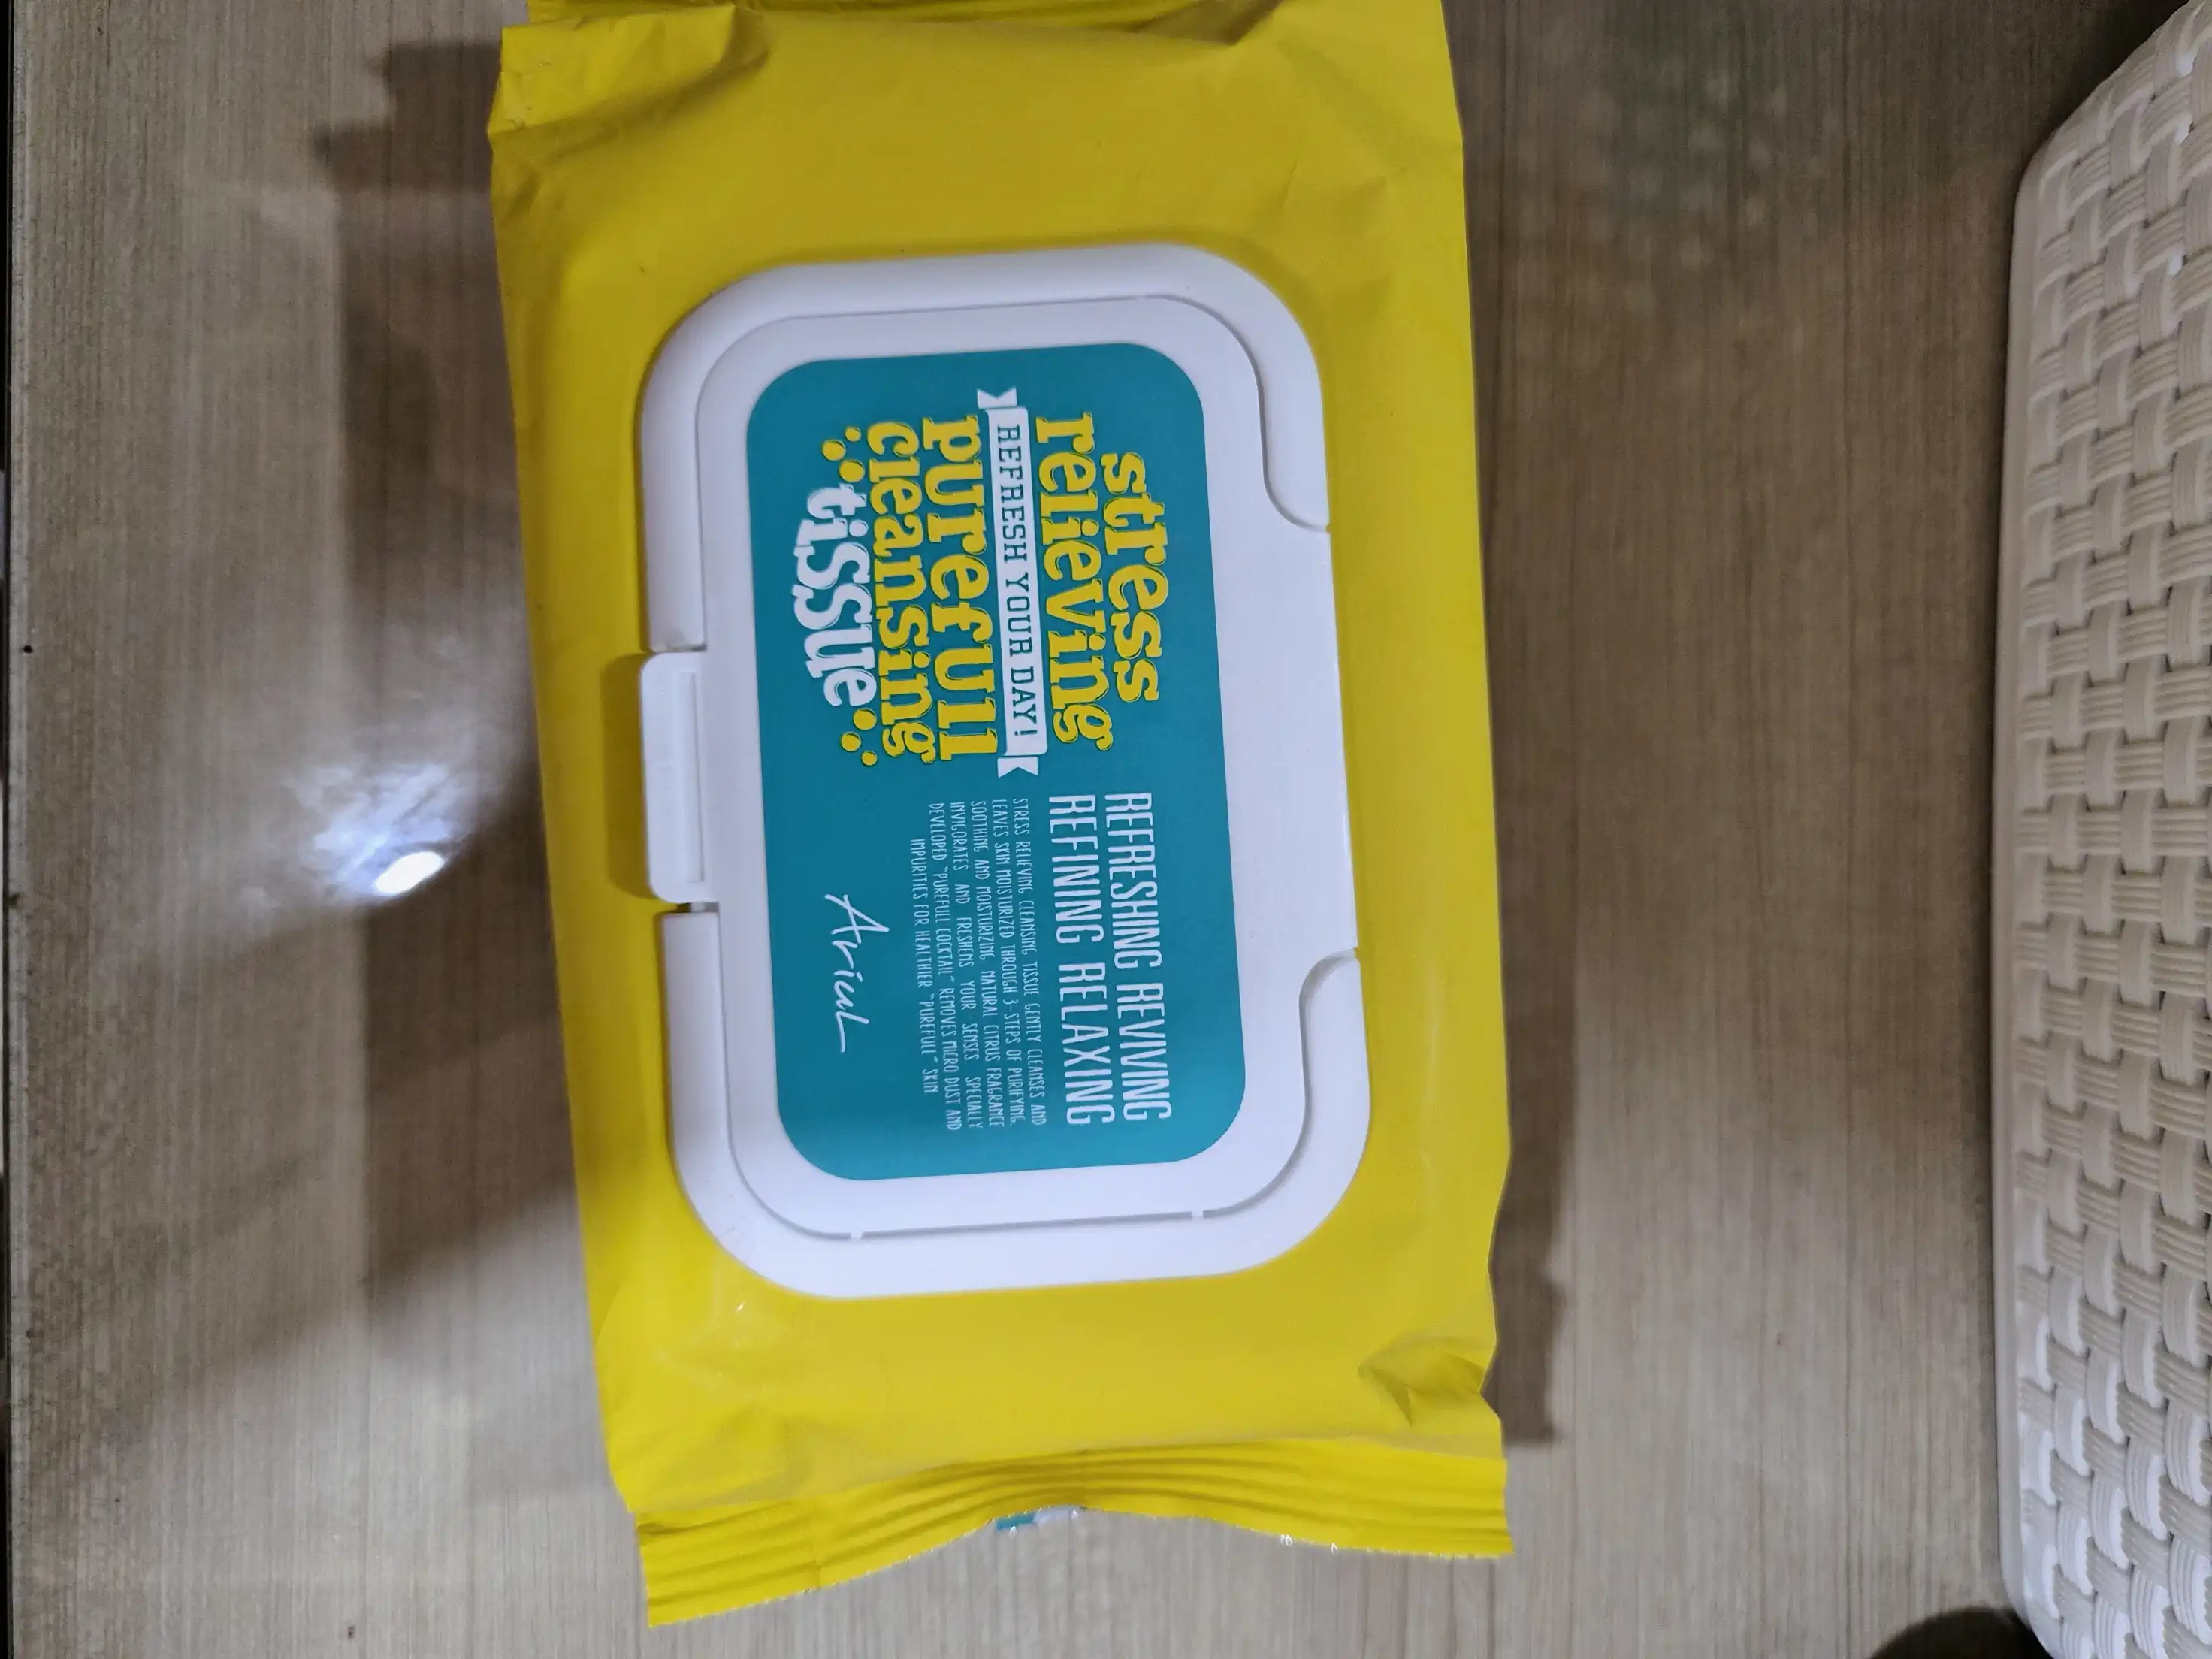 stress
relieving
REFRESH YOUR DAY!
purefull
cleansing
tissue
REFRESHING REVIVING
REFINING RELAXING
STRESS RELIEVING CLEANSING TISSUE GENTLY CLEANSES AND
LEAVES SKIN MOISTURIZED THROUGH 3-STEPS OF PURIFYING,
SOOTHING AND MOISTURIZING. NATURAL CITRUS FRAGRANCE
INVIGORATES AND FRESHENS YOUR SENSES. SPECIALLY
DEVELOPED "PUREFULL COCKTAIL" REMOVES MICRO DUST AND
IMPURITIES FOR HEALTHIER "PUREFULL" SKIN.
Ariul